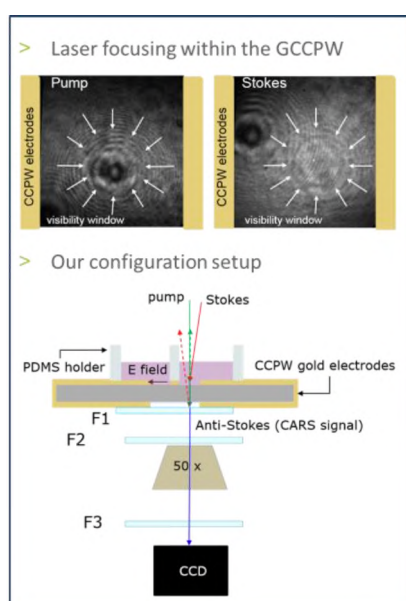 > Laser focusing within the GCCPW
Pump
Stokes
CCPW electrodes
CCPW electrodes
visibility window
visibility window
> Our configuration setup
pump
Stokes
PDMS holder
E field
CCPW gold electrodes
F1
Anti-Stokes (CARS signal)
F2
50 x
F3
CCD